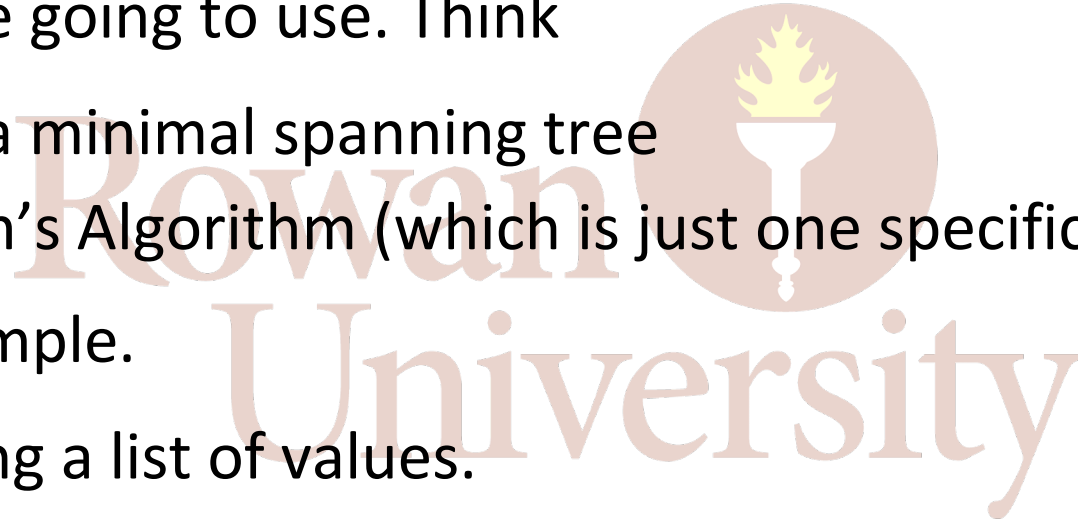 going to use. Think
a minimal spanning tree
's Algorithm (which is just one specific
Rowan
mple.
University
ng a list of values.